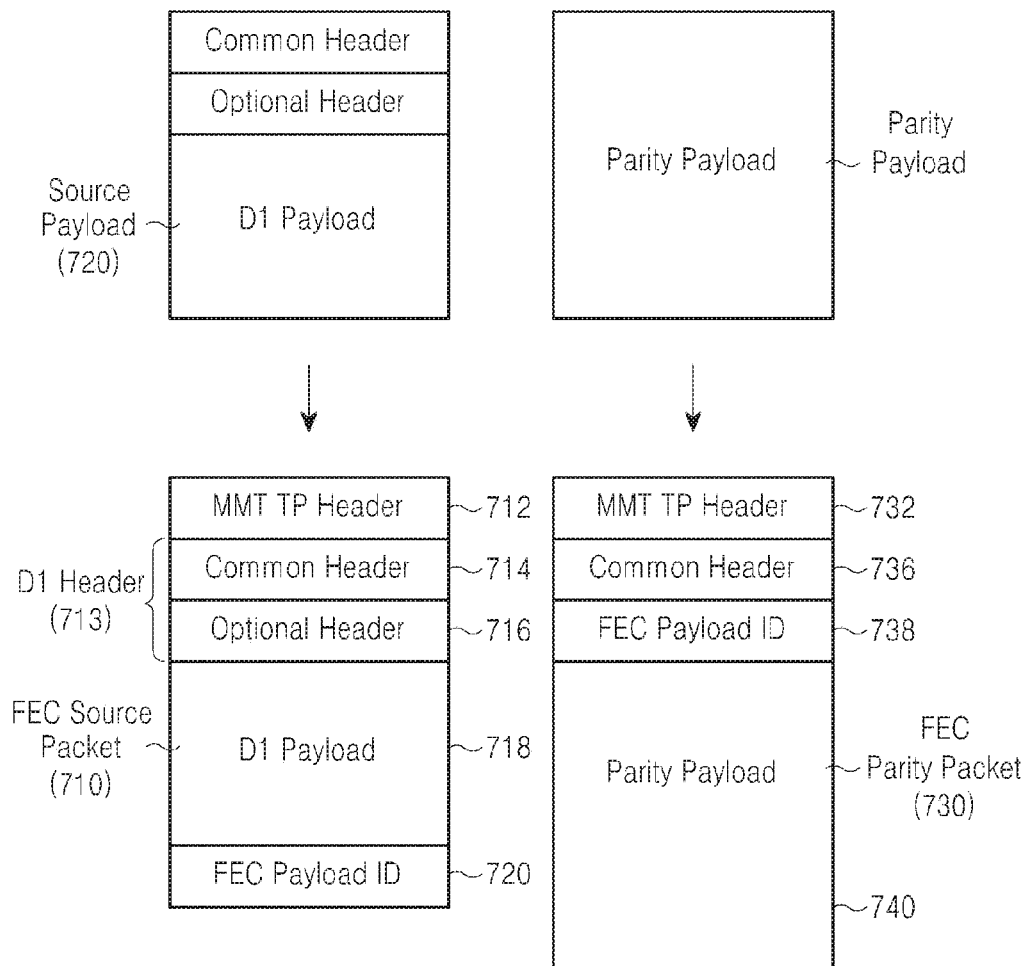 Common Header
Optional Header
D1 Payload
Source
Payload
(720)
Parity Payload
Parity
Payload
MMT TP Header
712
Common Header
714
Optional Header
716
D1 Header
(713)
D1 Payload
718
FEC Source
Packet
(710)
FEC Payload ID
720
MMT TP Header
732
Common Header
736
FEC Payload ID
738
Parity Payload
FEC
Parity Packet
(730)
740